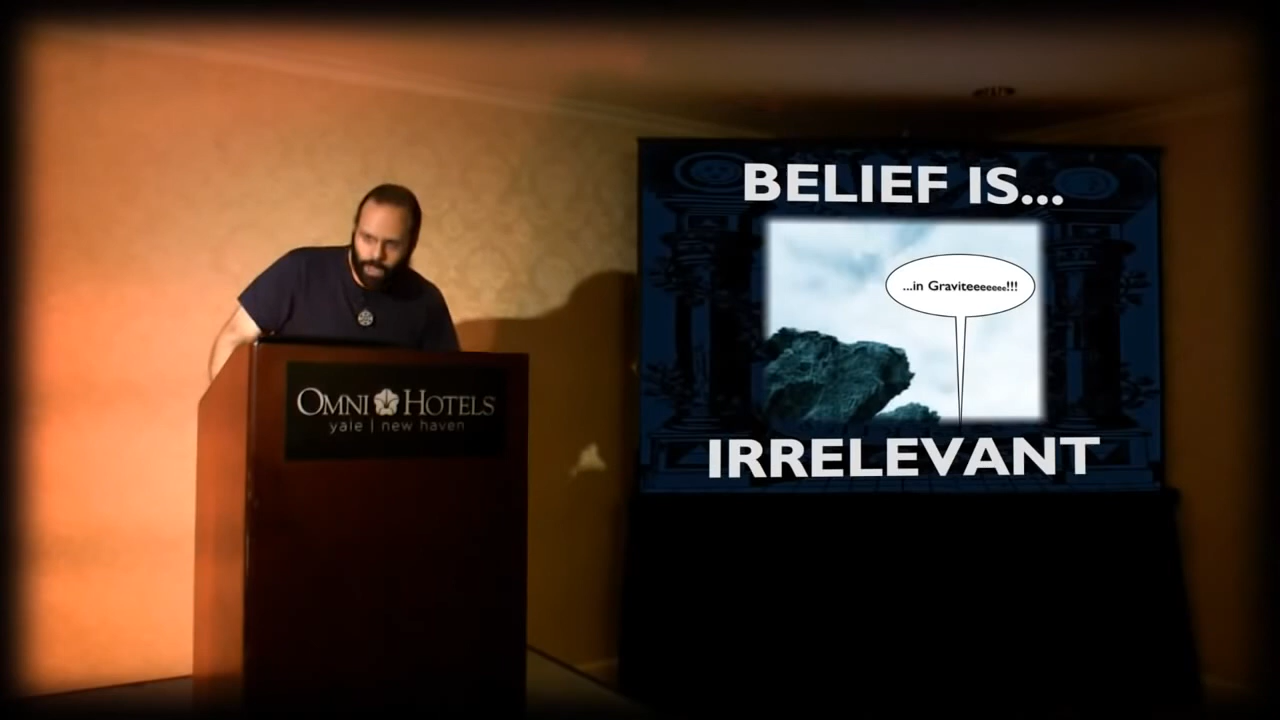 OMNI HOTELS
yale | new haven
BELIEF IS...
...in Graviteeeeeee!!!
IRRELEVANT